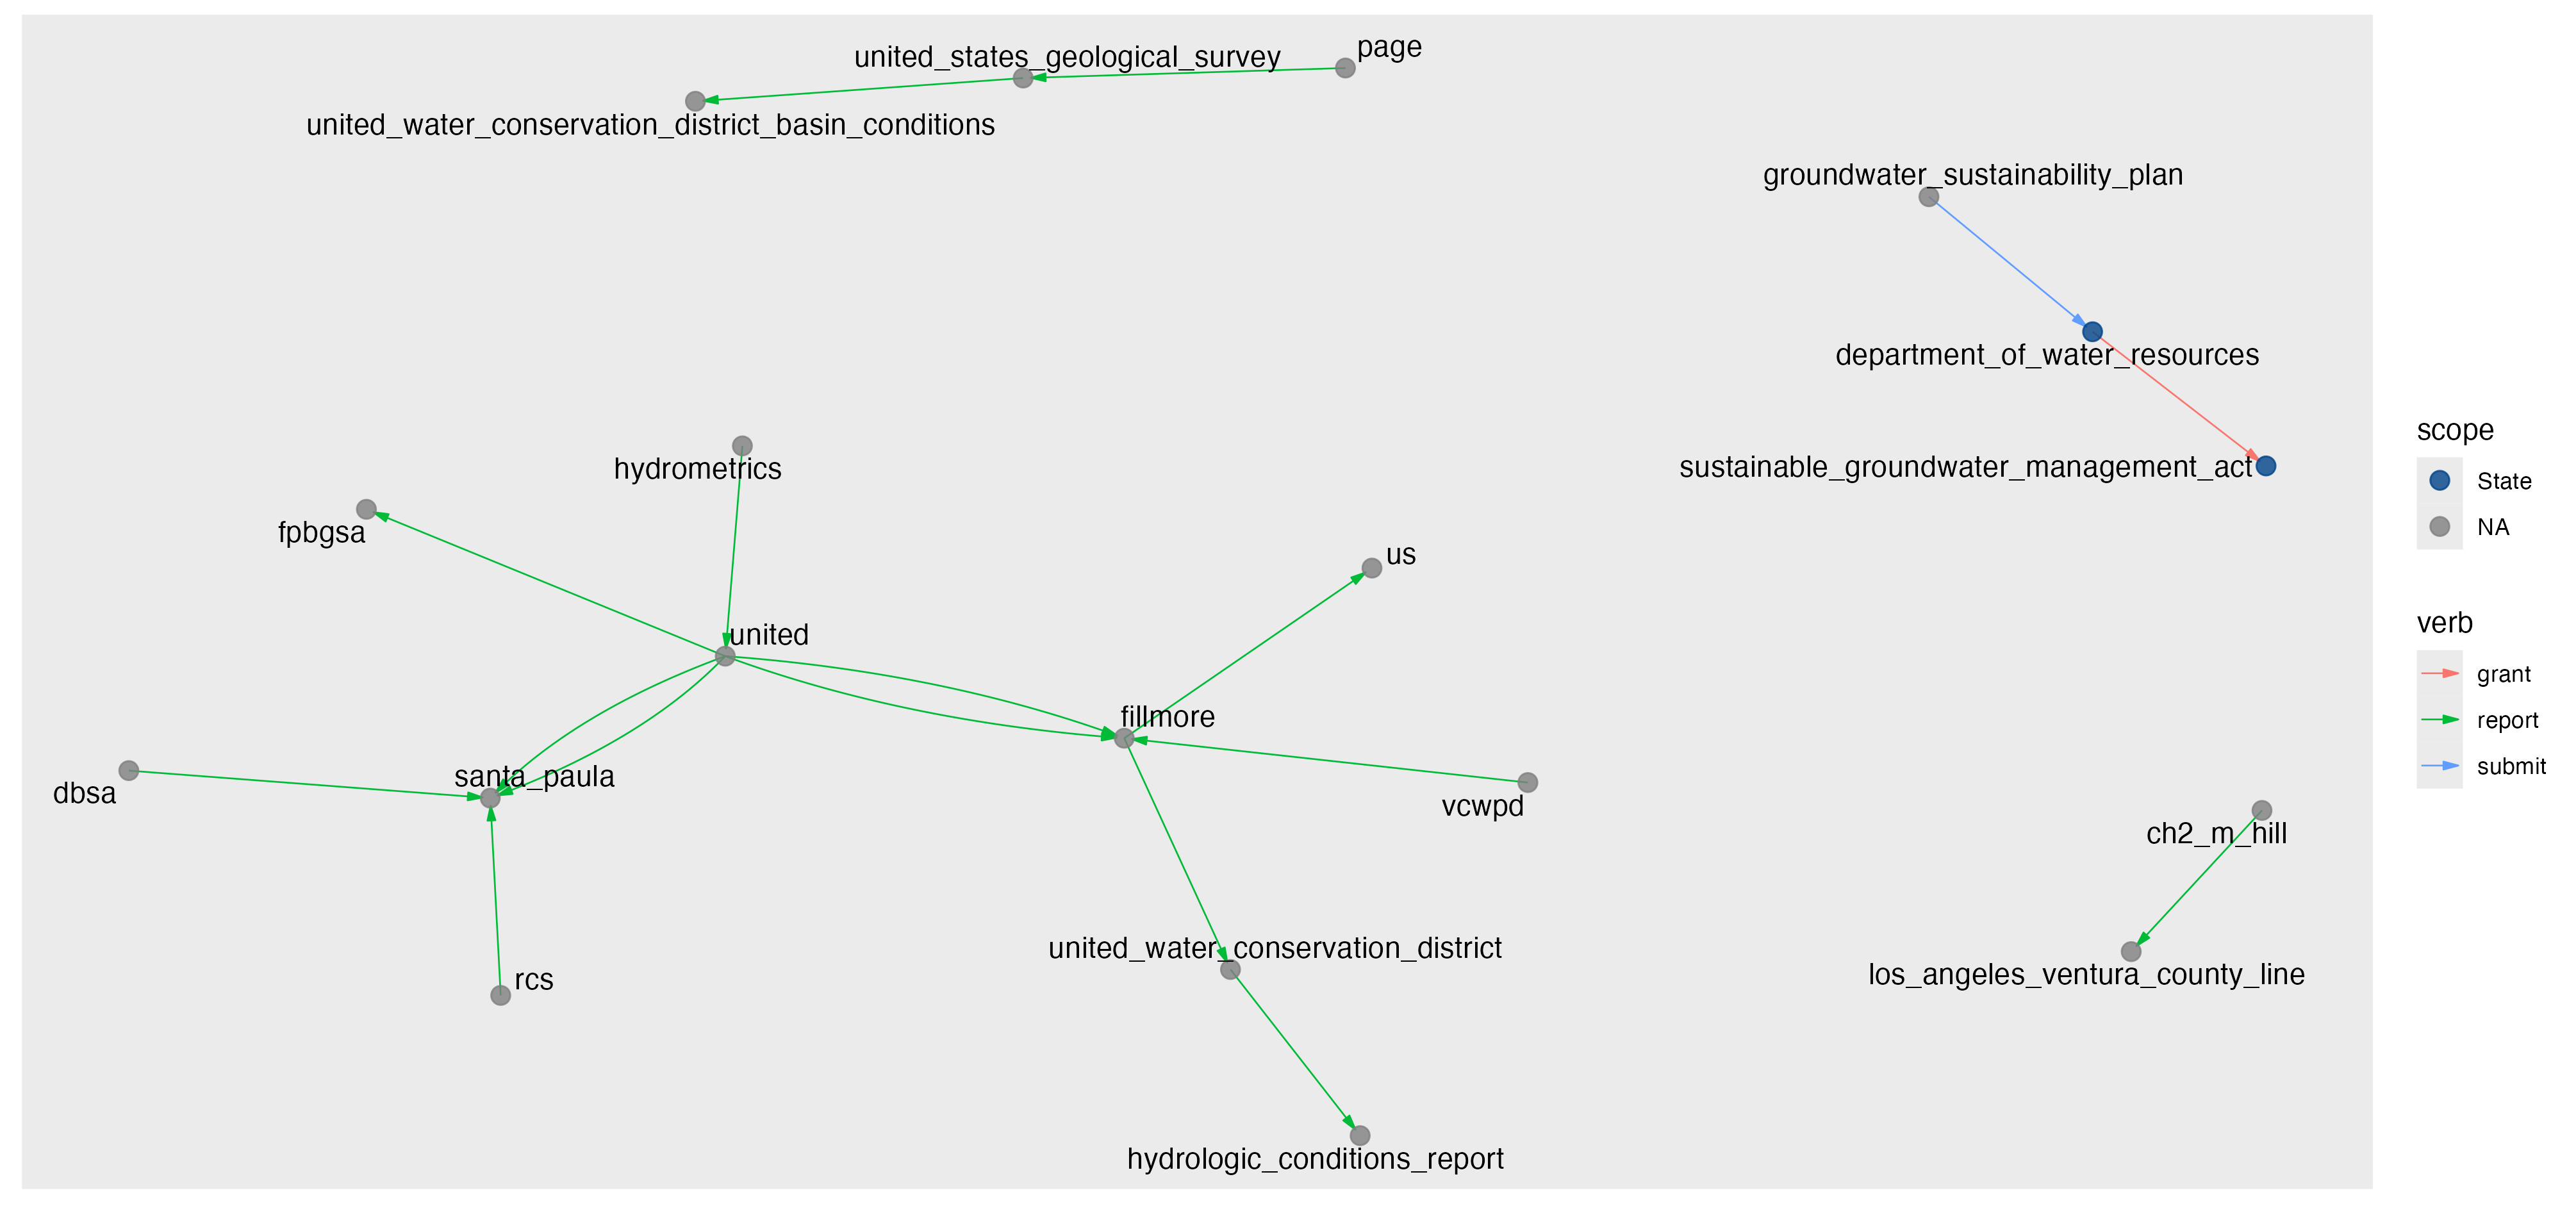 page
united_states_geological_survey
united_water_conservation_district_basin_conditions
groundwater_sustainability_plan
department_of_water_resources
sustainable_groundwater_management_act
hydrometrics
fpbgsa
us
united
fillmore
santa_paula
dbsa
vcwpd
ch2_m_hill
united_water_conservation_district
los_angeles_ventura_county_line
rcs
hydrologic_conditions_report
scope
State
NA
verb
grant
report
submit